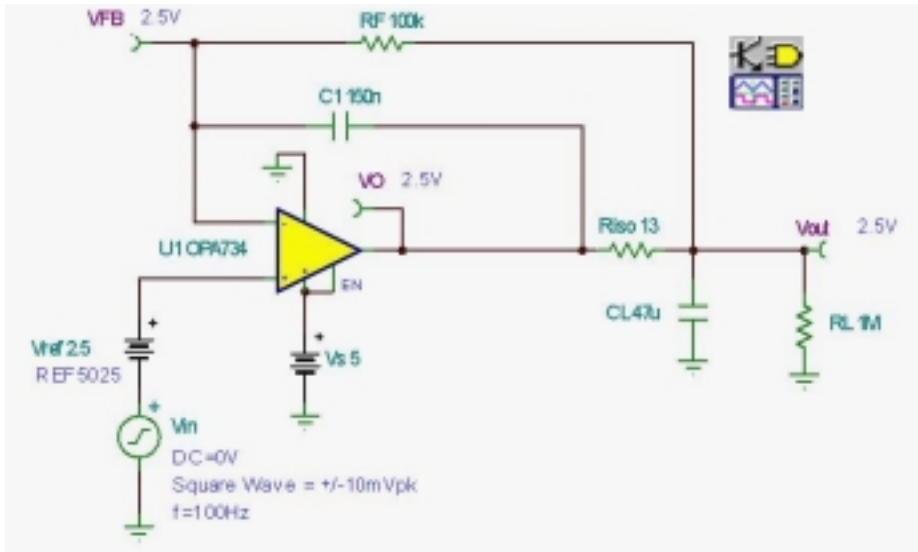 VFB 2.5V
RF 100k
C1 150n
VO 2.5V
U1 OPA734
EN
Riso 13
Vout 2.5V
CL 47u
RL 1M
Vref 2.5
REF5025
Vs 5
Vin
DC=0V
Square Wave = +/-10mVpk
f=100Hz